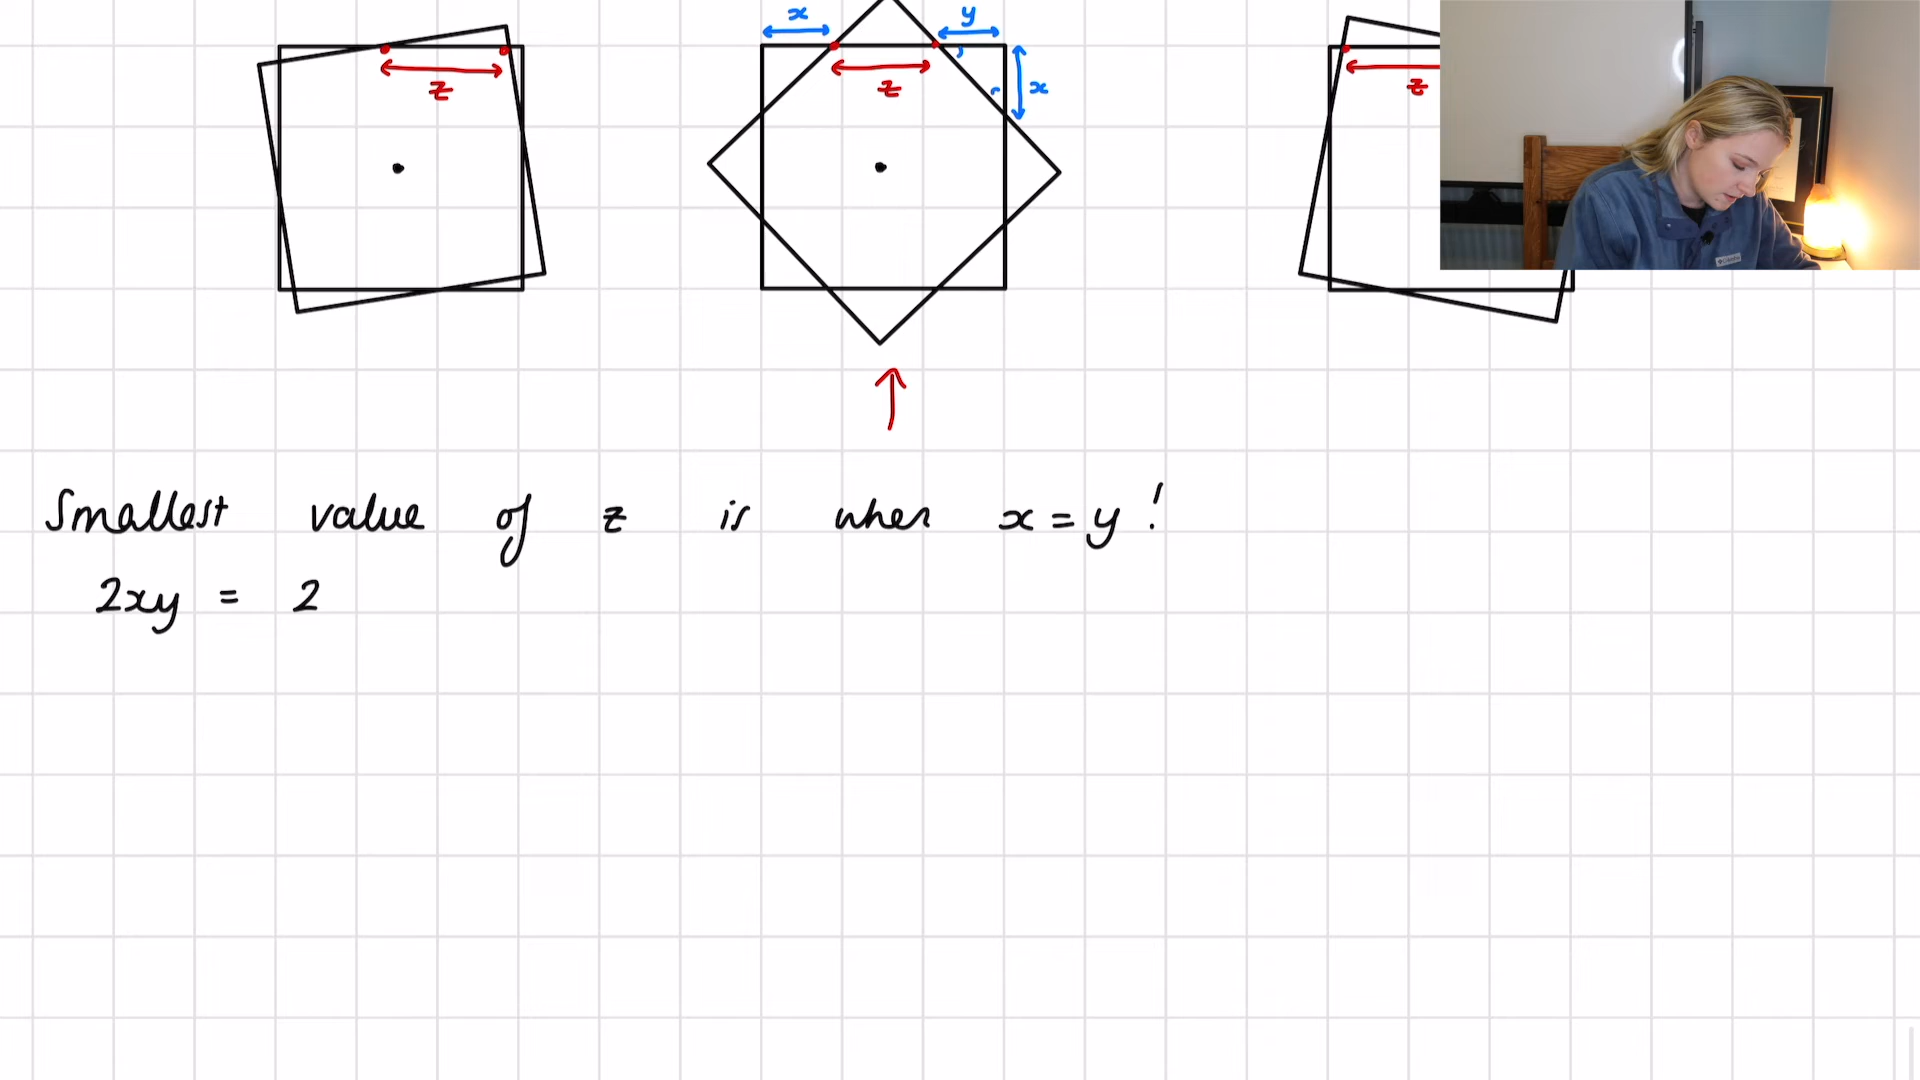 x y
z z x z
Smallest value of z is when x = y !
2xy = 2